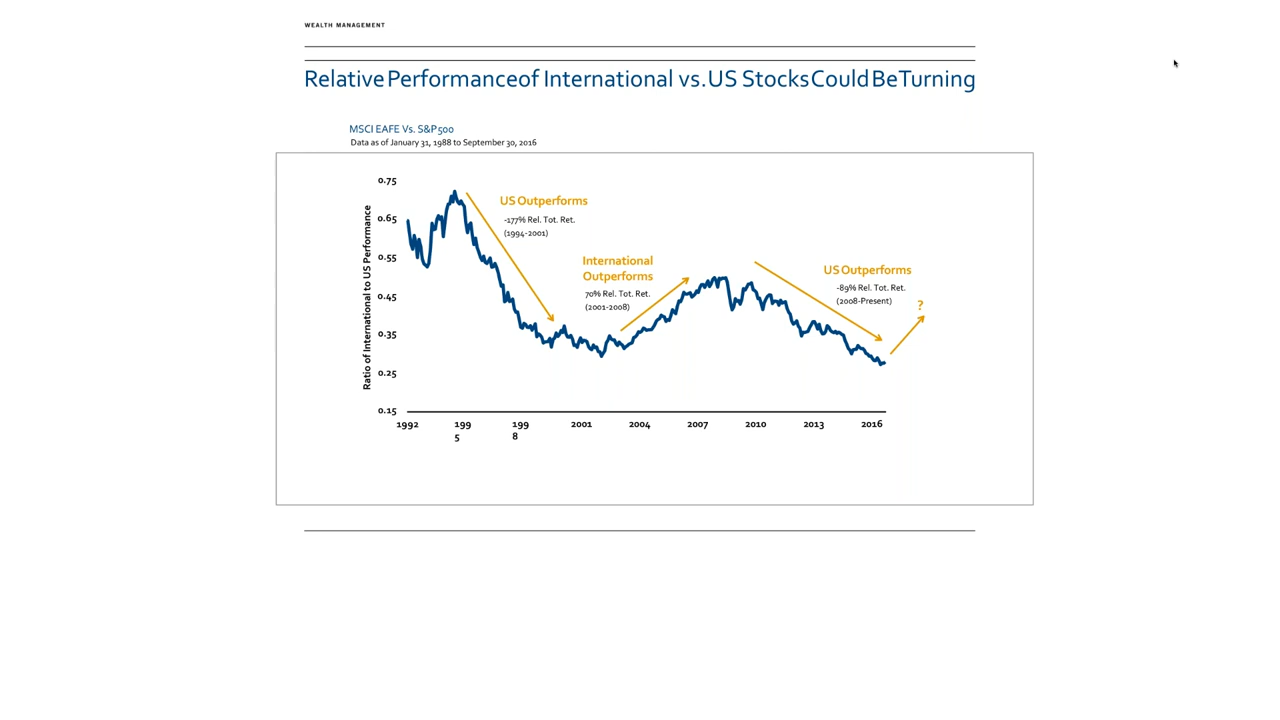 WEALTH MANAGEMENT
Relative Performance of International vs. US Stocks Could Be Turning
MSCI EAFE Vs. S&P 500
Data as of January 31, 1988 to September 30, 2016
0.75
0.65
0.55
0.45
0.35
0.25
0.15
Ratio of International to US Performance
US Outperforms
-177% Rel. Tot. Ret.
(1994-2001)
International
Outperforms
70% Rel. Tot. Ret.
(2001-2008)
US Outperforms
-89% Rel. Tot. Ret.
(2008-Present)
?
1992 199 199 2001 2004 2007 2010 2013 2016
5 8